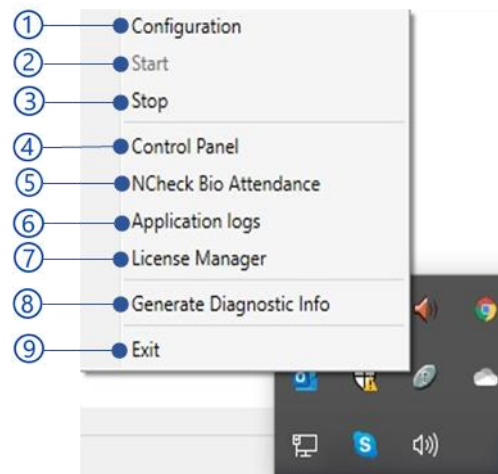 1 Configuration
2 Start
3 Stop
4 Control Panel
5 NCheck Bio Attendance
6 Application logs
7 License Manager
8 Generate Diagnostic Info
9 Exit